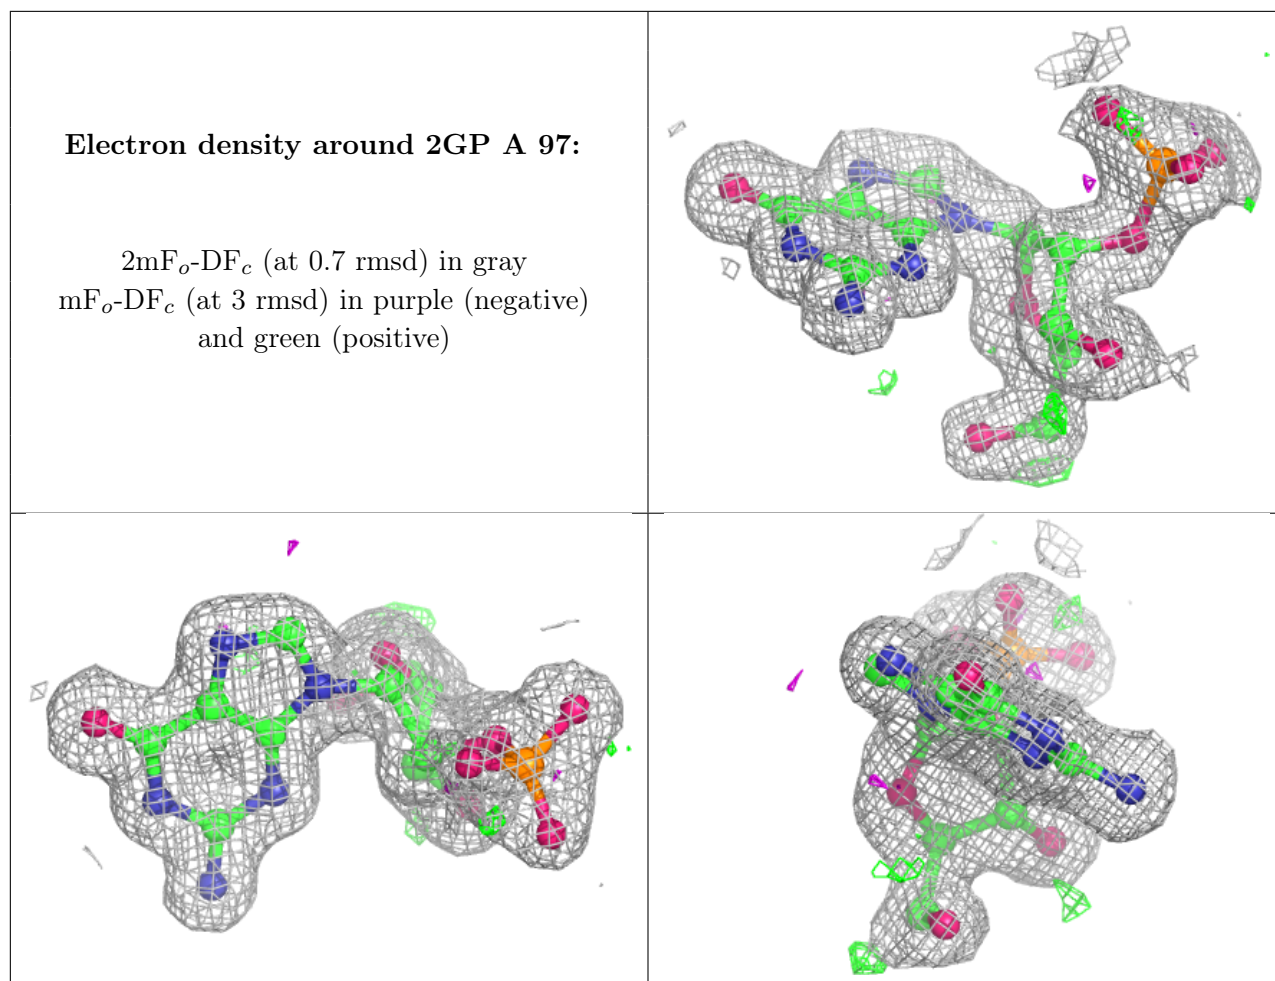 Electron density around 2GP A 97:
2mFo-DFc (at 0.7 rmsd) in gray
mFo-DFc (at 3 rmsd) in purple (negative)
and green (positive)